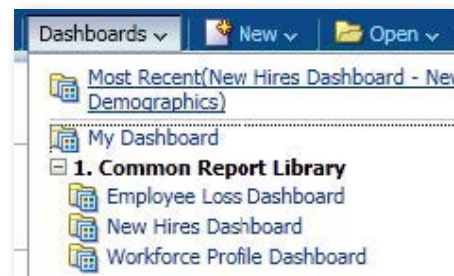 Dashboards New Open
Most Recent(New Hires Dashboard - New
Demographics)
My Dashboard
1. Common Report Library
Employee Loss Dashboard
New Hires Dashboard
Workforce Profile Dashboard